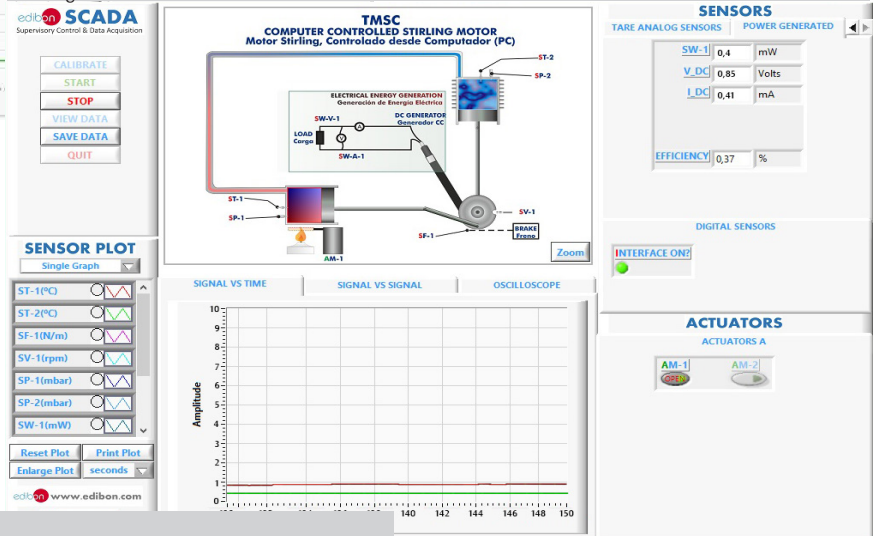 edibon SCADA
Supervisory Control & Data Acquisition
CALIBRATE
START
STOP
VIEW DATA
SAVE DATA
QUIT
TMSC
COMPUTER CONTROLLED STIRLING MOTOR
Motor Stirling, Controlado desde Computador (PC)
ST-2
SP-2
ELECTRICAL ENERGY GENERATION
Generación de Energía Eléctrica
SW-V-1
A
DC GENERATOR
Generador CC
LOAD
Carga
V
SW-A-1
ST-1
SP-1
SV-1
SF-1
BRAKE
Freno
AM-1
Zoom
SENSORS
TARE ANALOG SENSORS
POWER GENERATED
SW-1 0,4 mW
V_DC 0,85 Volts
I_DC 0,41 mA
EFFICIENCY 0,37 %
DIGITAL SENSORS
INTERFACE ON?
ACTUATORS
ACTUATORS A
AM-1 AM-2
OPEN
SENSOR PLOT
Single Graph
ST-1(ºC)
ST-2(ºC)
SF-1(N/m)
SV-1(rpm)
SP-1(mbar)
SP-2(mbar)
SW-1(mW)
Reset Plot Print Plot
Enlarge Plot seconds
edibon www.edibon.com
SIGNAL VS TIME SIGNAL VS SIGNAL OSCILLOSCOPE
Amplitude
10
9
8
7
6
5
4
3
2
1
0
140 142 144 146 148 150